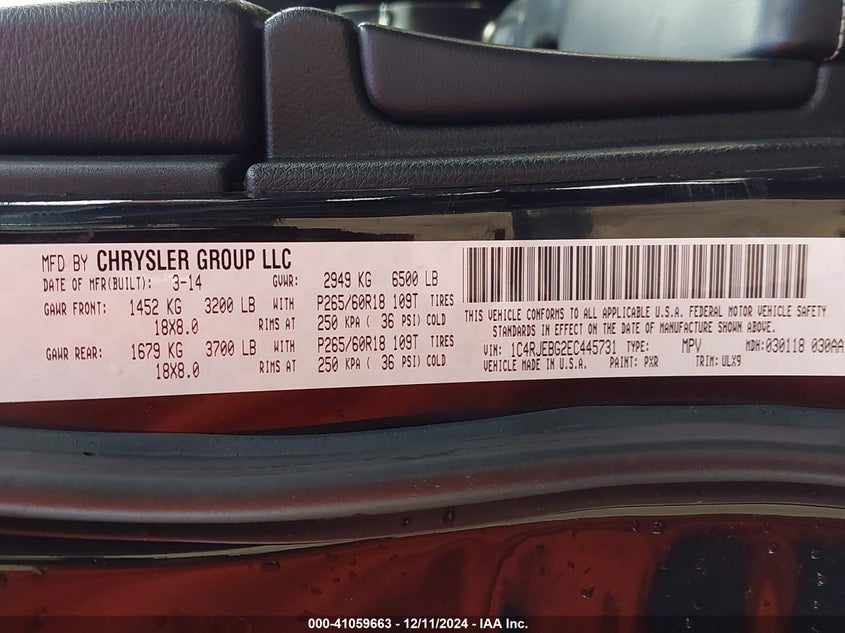 MFD BY CHRYSLER GROUP LLC
DATE OF MFR(BUILT): 3-14 GVWR: 2949 KG 6500 LB
GAWR FRONT: 1452 KG 3200 LB WITH P265/60R18 109T TIRES
18X8.0 RIMS AT 250 KPA ( 36 PSI) COLD
GAWR REAR: 1679 KG 3700 LB WITH P265/60R18 109T TIRES
18X8.0 RIMS AT 250 KPA ( 36 PSI) COLD
THIS VEHICLE CONFORMS TO ALL APPLICABLE U.S.A. FEDERAL MOTOR VEHICLE SAFETY
STANDARDS IN EFFECT ON THE DATE OF MANUFACTURE SHOWN ABOVE.
VIN: 1C4RJEBG2EC445731 TYPE: MPV MDH: 030118 030AA
VEHICLE MADE IN U.S.A. PAINT: PXR TRIM: ULX9
000-41059663 - 12/11/2024 - IAA Inc.